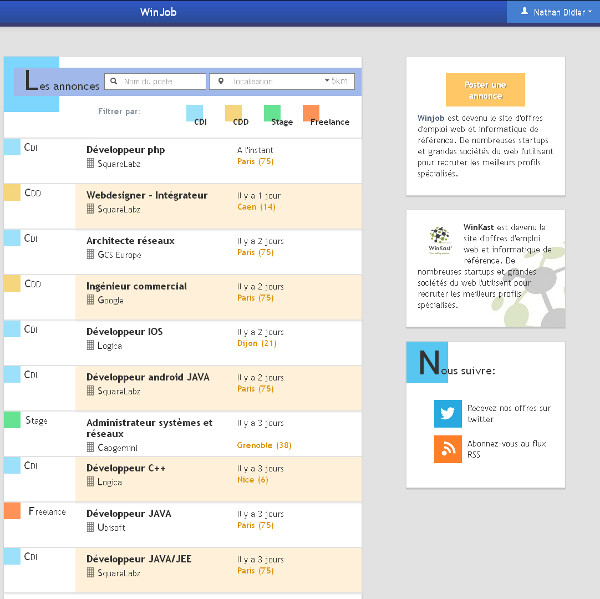 WinJob
Nathan Didier
Les annonces
Nom du poste
localisation
5km
Filtrer par:
CDI
CDD
Stage
Freelance
CDI
Développeur php
SquareLabz
A l'instant
Paris (75)
CDD
Webdesigner - Intégrateur
SquareLabz
Il y a 1 jour
Caen (14)
CDI
Architecte réseaux
GCS Europe
Il y a 2 jours
Paris (75)
CDD
Ingénieur commercial
Google
Il y a 2 jours
Paris (75)
CDI
Développeur IOS
Logica
Il y a 2 jours
Dijon (21)
CDI
Développeur android JAVA
SquareLabz
Il y a 2 jours
Paris (75)
Stage
Administrateur systèmes et
réseaux
Capgemini
Il y a 3 jours
Grenoble (38)
CDI
Développeur C++
Logica
Il y a 3 jours
Nice (6)
Freelance
Développeur JAVA
Ubisoft
Il y a 3 jours
Paris (75)
CDI
Développeur JAVA/JEE
SquareLabz
Il y a 3 jours
Paris (75)
Poster une
annonce
Winjob est devenu le site d'offres
d'emploi web et informatique de
référence. De nombreuses startups
et grandes sociétés du web l'utilisent
pour recruter les meilleurs profils
spécialisés.
WinKast
WinKast est devenu le
site d'offres d'emploi
web et informatique de
référence. De
nombreuses startups et grandes
sociétés du web l'utilisent pour
recruter les meilleurs profils
spécialisés.
Nous suivre:
Recevez nos offres sur
twitter
Abonnez-vous au flux
RSS